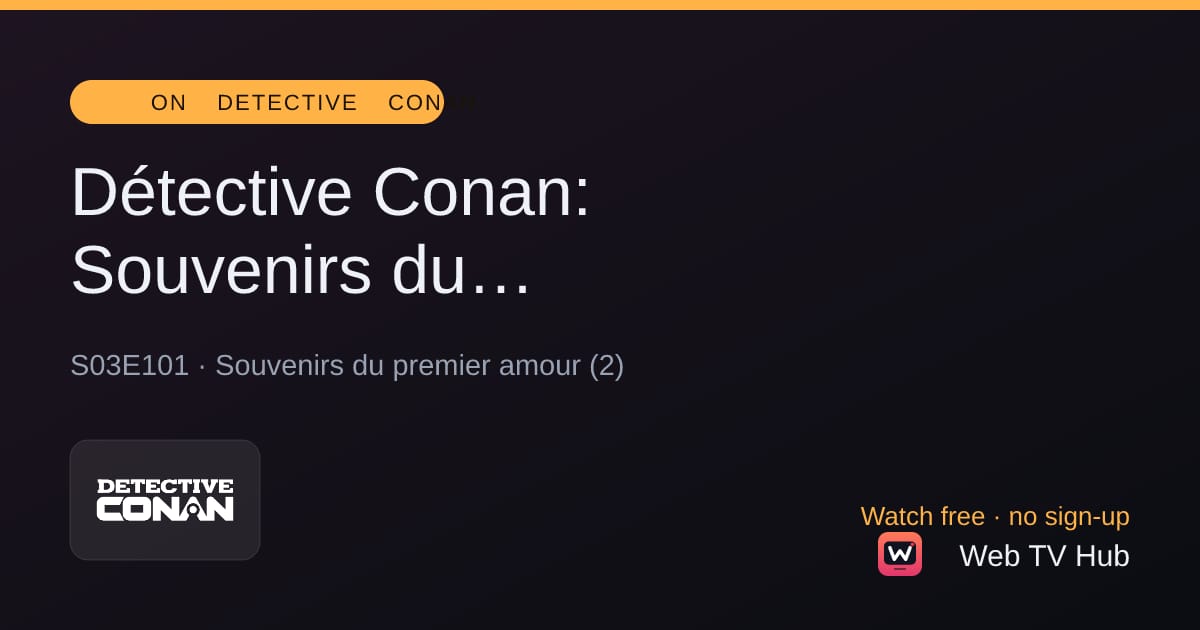 ON DETECTIVE CONAN
Détective Conan:
Souvenirs du…
S03E101 · Souvenirs du premier amour (2)
DETECTIVE
CONAN
Watch free · no sign-up
W
Web TV Hub